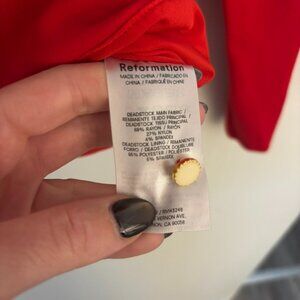 Reformation
MADE IN CHINA / FABRICADO EN
CHINA / FABRIQUÉ EN CHINE
DEADSTOCK MAIN FABRIC /
REMANENTE TEJIDO PRINCIPAL
DEADSTOCK TISSU PRINCIPAL
69% RAYON / RAYÓN
27% NYLON
4% SPANDEX
DEADSTOCK LINING / REMANENTE
FORRO / DEADSTOCK DOUBLURE
95% POLYESTER / POLIÉSTER
5% SPANDEX
VERNON AVE,
CA 90058